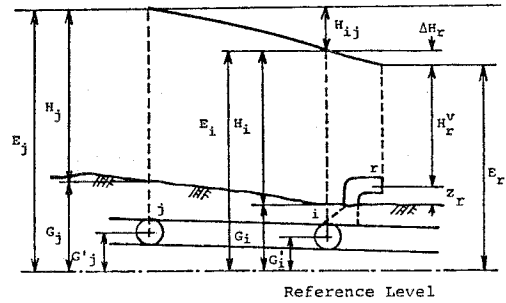 H_ij
ΔH_r
H_j
E_j
E_i
H_i
H_r^v
E_r
r
z_r
j
i
G_j
G'_j
G_i
G'_i
Reference Level